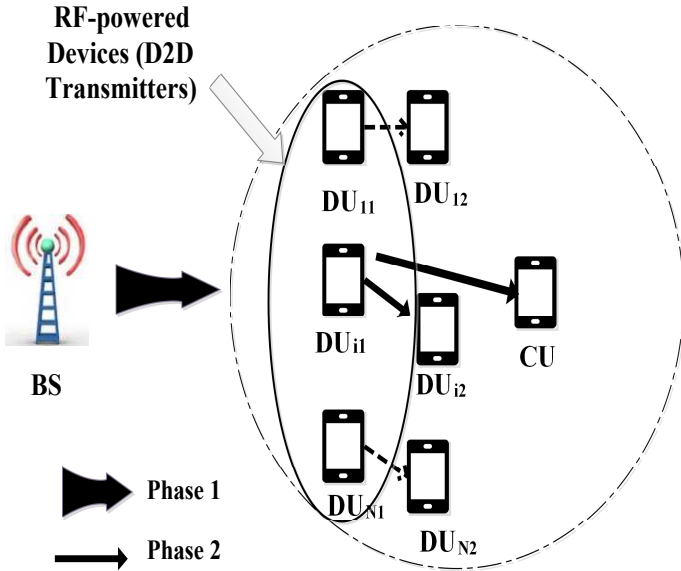 RF-powered
Devices (D2D
Transmitters)
DU11
DU12
DUi1
DUi2
CU
BS
DUN1
DUN2
Phase 1
Phase 2